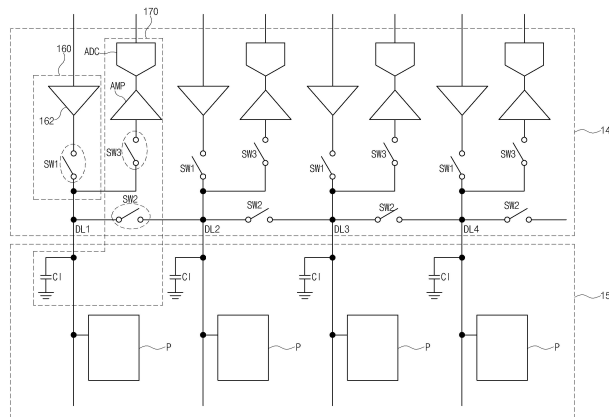 170
160
ADC
AMP
162
14
SW1
SW3
SW1
SW3
SW1
SW3
SW1
SW3
SW2
SW2
SW2
SW2
DL1
DL2
DL3
DL4
CI
CI
CI
CI
15
P
P
P
P